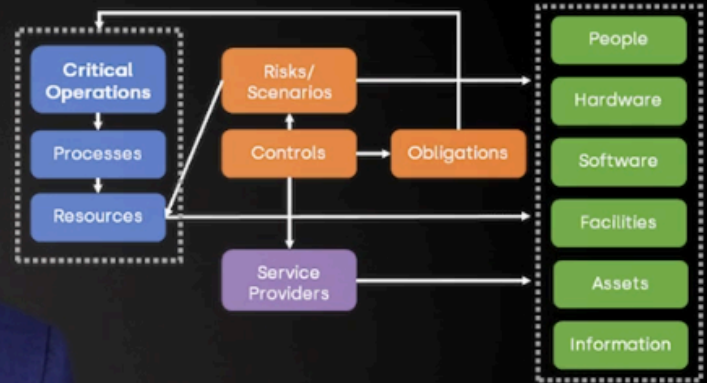 Critical
Operations
Processes
Resources
Risks/
Scenarios
Controls
Obligations
Service
Providers
People
Hardware
Software
Facilities
Assets
Information